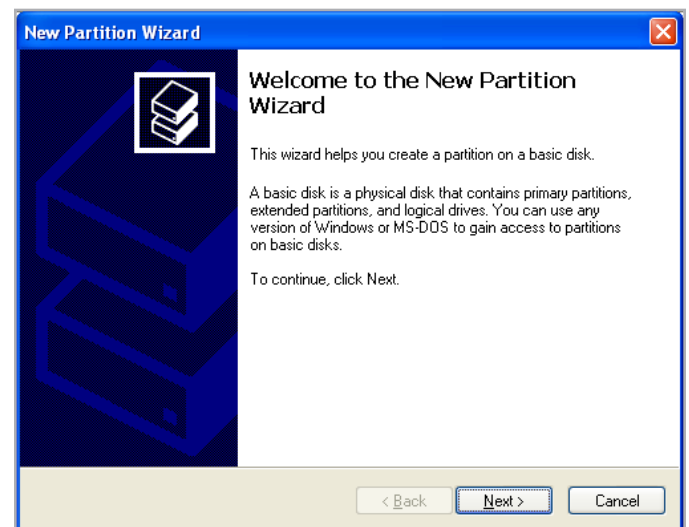 New Partition Wizard
Welcome to the New Partition
Wizard
This wizard helps you create a partition on a basic disk.
A basic disk is a physical disk that contains primary partitions,
extended partitions, and logical drives. You can use any
version of Windows or MS-DOS to gain access to partitions
on basic disks.
To continue, click Next.
< Back
Next >
Cancel